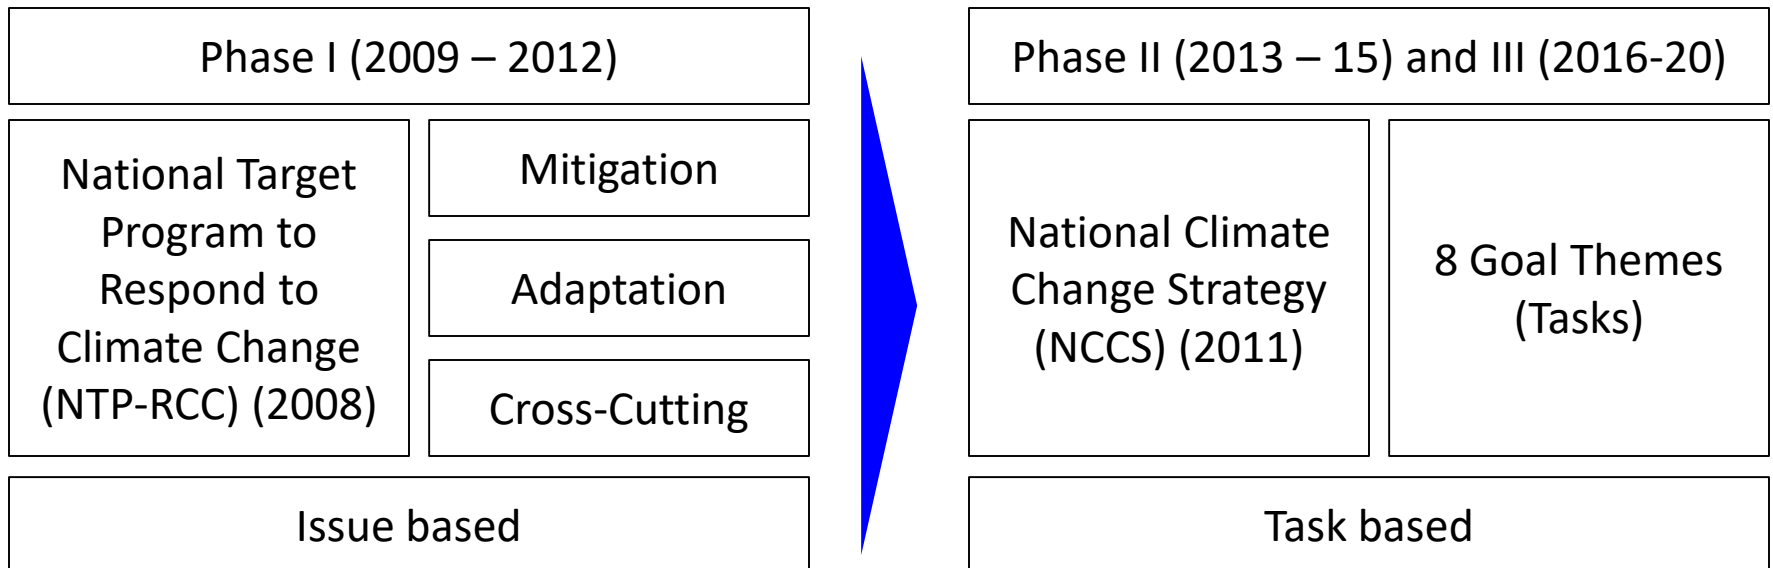 Phase I (2009 – 2012)
National Target
Program to
Respond to
Climate Change
(NTP-RCC) (2008)
Mitigation
Adaptation
Cross-Cutting
Issue based
Phase II (2013 – 15) and III (2016-20)
National Climate
Change Strategy
(NCCS) (2011)
8 Goal Themes
(Tasks)
Task based